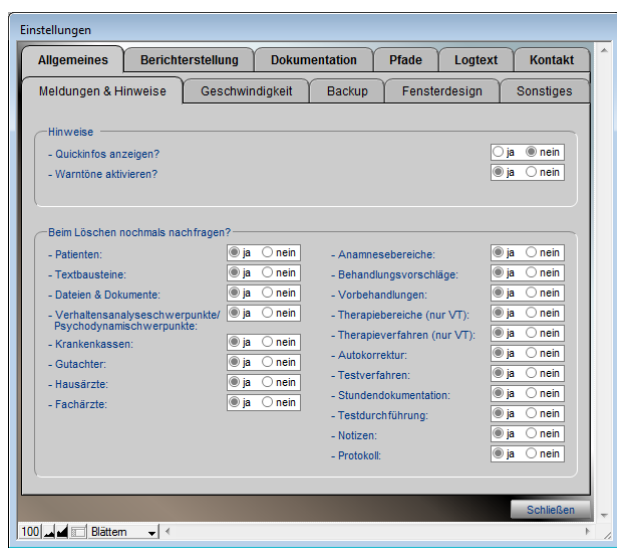 Einstellungen
Allgemeines Berichterstellung Dokumentation Pfade Logtext Kontakt
Meldungen & Hinweise Geschwindigkeit Backup Fensterdesign Sonstiges
Hinweise
- Quickinfos anzeigen? ja nein
- Warntöne aktivieren? ja nein
Beim Löschen nochmals nachfragen?
- Patienten: ja nein
- Textbausteine: ja nein
- Dateien & Dokumente: ja nein
- Verhaltensanalyseschwerpunkte/ ja nein
Psychodynamischwerpunkte:
- Krankenkassen: ja nein
- Gutachter: ja nein
- Hausärzte: ja nein
- Fachärzte: ja nein
- Anamnesebereiche: ja nein
- Behandlungsvorschläge: ja nein
- Vorbehandlungen: ja nein
- Therapiebereiche (nur VT): ja nein
- Therapieverfahren (nur VT): ja nein
- Autokorrektur: ja nein
- Testverfahren: ja nein
- Stundendokumentation: ja nein
- Testdurchführung: ja nein
- Notizen: ja nein
- Protokoll: ja nein
Schließen
100 Blättern